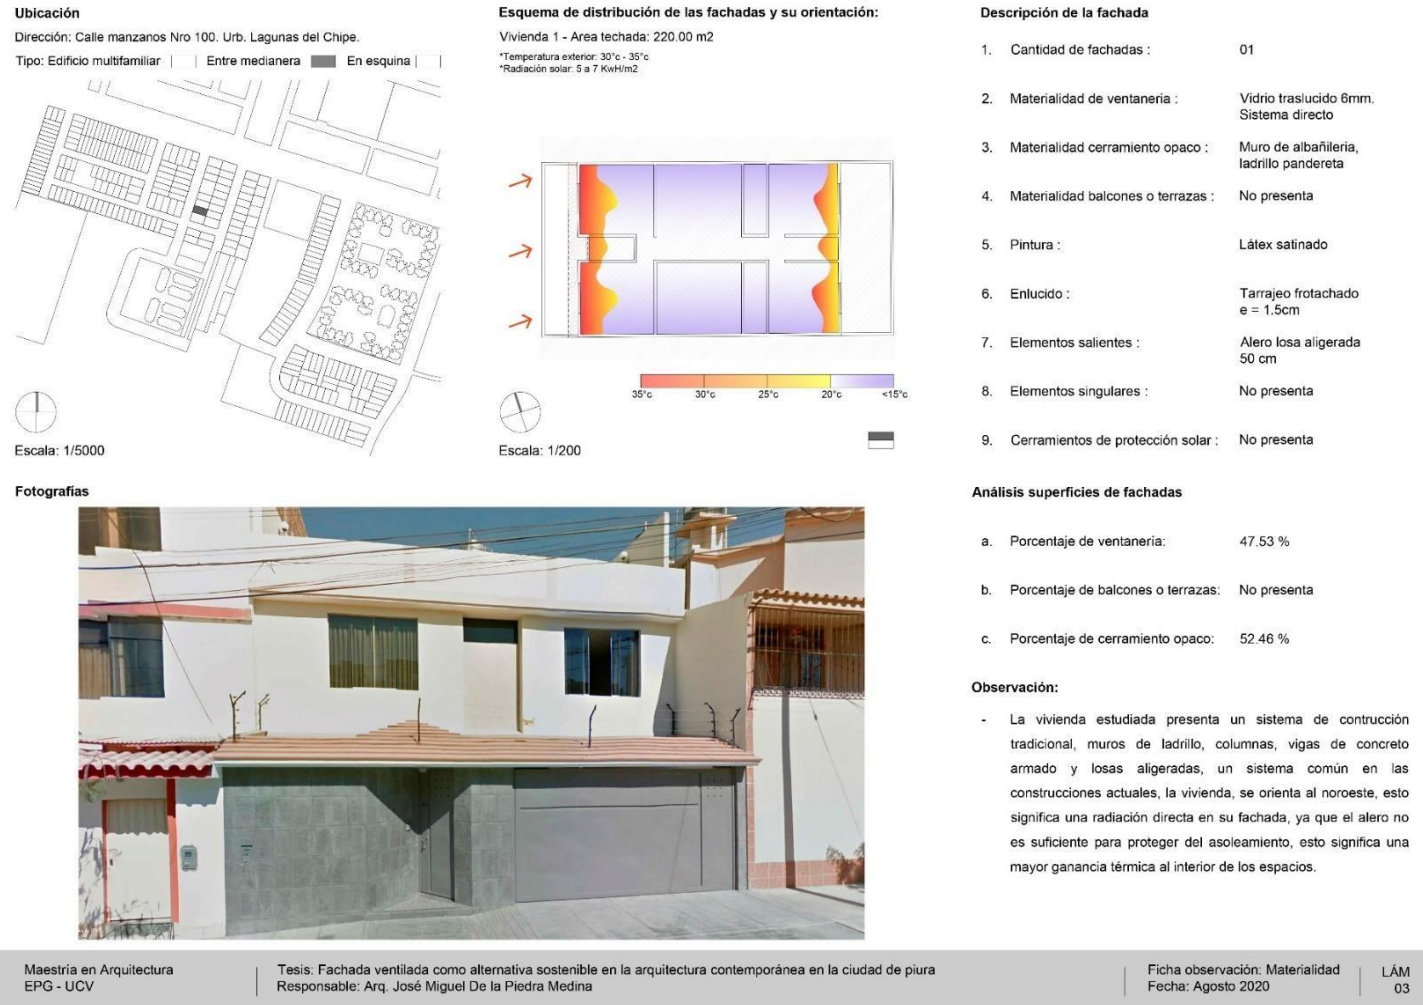 Ubicación
Dirección: Calle manzanos Nro 100. Urb. Lagunas del Chipe.
Tipo: Edificio multifamiliar Entre medianera En esquina
Escala: 1/5000
Esquema de distribución de las fachadas y su orientación:
Vivienda 1 - Area techada: 220.00 m2
*Temperatura exterior: 30°c - 35°c
*Radiación solar: 5 a 7 KwH/m2
35°c 30°c 25°c 20°c <15°c
Escala: 1/200
Descripción de la fachada
1. Cantidad de fachadas : 01
2. Materialidad de ventaneria : Vidrio traslucido 6mm.
Sistema directo
3. Materialidad cerramiento opaco : Muro de albañileria,
ladrillo pandereta
4. Materialidad balcones o terrazas : No presenta
5. Pintura : Látex satinado
6. Enlucido : Tarrajeo frotachado
e = 1.5cm
7. Elementos salientes : Alero losa aligerada
50 cm
8. Elementos singulares : No presenta
9. Cerramientos de protección solar : No presenta
Fotografías
Análisis superficies de fachadas
a. Porcentaje de ventanería: 47.53 %
b. Porcentaje de balcones o terrazas: No presenta
c. Porcentaje de cerramiento opaco: 52.46 %
Observación:
- La vivienda estudiada presenta un sistema de contrucción
tradicional, muros de ladrillo, columnas, vigas de concreto
armado y losas aligeradas, un sistema común en las
construcciones actuales, la vivienda, se orienta al noroeste, esto
significa una radiación directa en su fachada, ya que el alero no
es suficiente para proteger del asoleamiento, esto significa una
mayor ganancia térmica al interior de los espacios.
Maestría en Arquitectura
EPG - UCV
Tesis: Fachada ventilada como alternativa sostenible en la arquitectura contemporánea en la ciudad de piura
Responsable: Arq. José Miguel De la Piedra Medina
Ficha observación: Materialidad
Fecha: Agosto 2020
LÁM
03